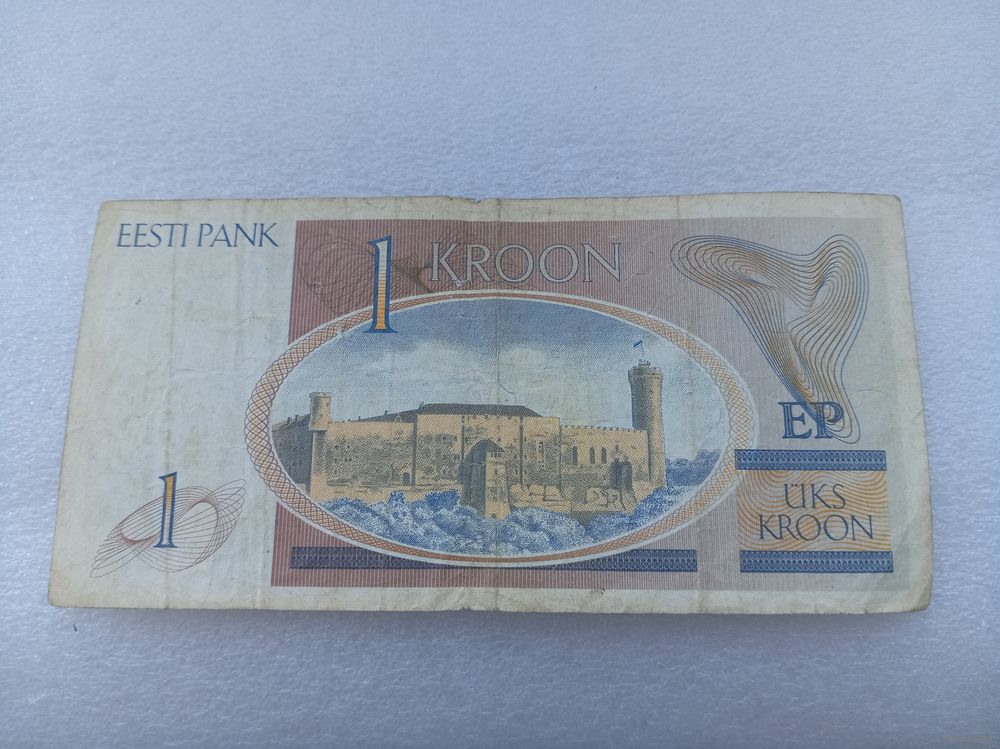 EESTI PANK
1 KROON
EP
1
ÜKS
KROON